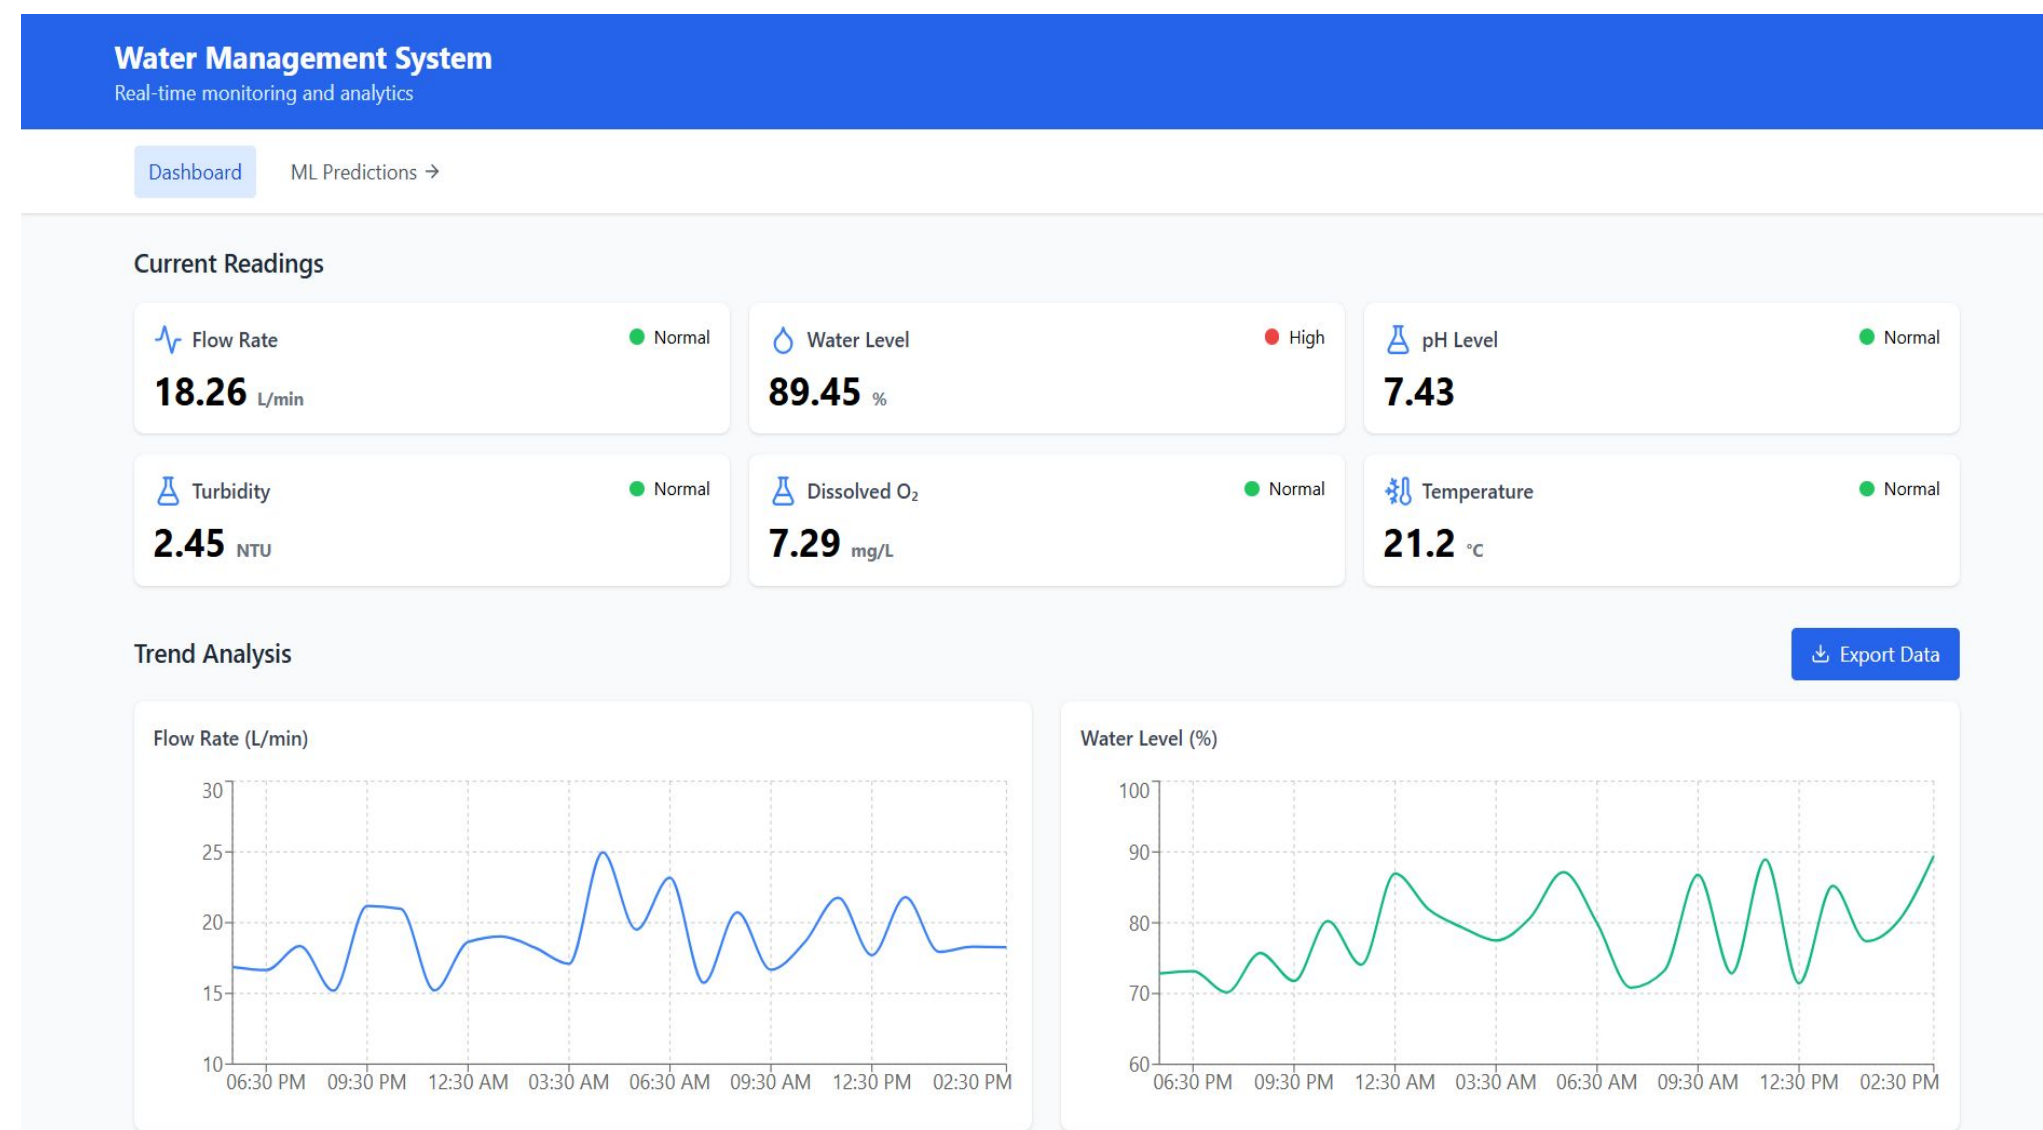 Water Management System
Real-time monitoring and analytics
Dashboard ML Predictions →
Current Readings
Flow Rate Normal
18.26 L/min
Water Level High
89.45 %
pH Level Normal
7.43
Turbidity Normal
2.45 NTU
Dissolved O₂ Normal
7.29 mg/L
Temperature Normal
21.2 °C
Trend Analysis
Export Data
Flow Rate (L/min)
30
25
20
15
10
06:30 PM 09:30 PM 12:30 AM 03:30 AM 06:30 AM 09:30 AM 12:30 PM 02:30 PM
Water Level (%)
100
90
80
70
60
06:30 PM 09:30 PM 12:30 AM 03:30 AM 06:30 AM 09:30 AM 12:30 PM 02:30 PM